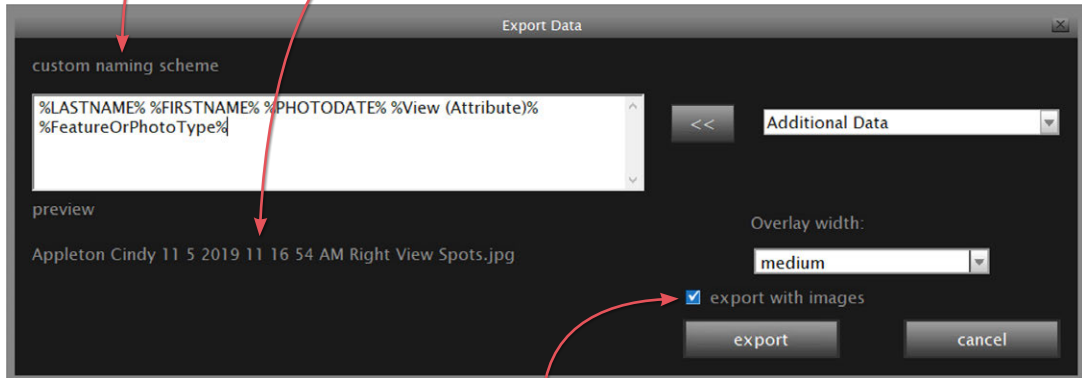 Export Data
custom naming scheme
%LASTNAME% %FIRSTNAME% %PHOTODATE% %View (Attribute)%
%FeatureOrPhotoType%
<<
Additional Data
preview
Appleton Cindy 11 5 2019 11 16 54 AM Right View Spots.jpg
Overlay width:
medium
export with images
export
cancel